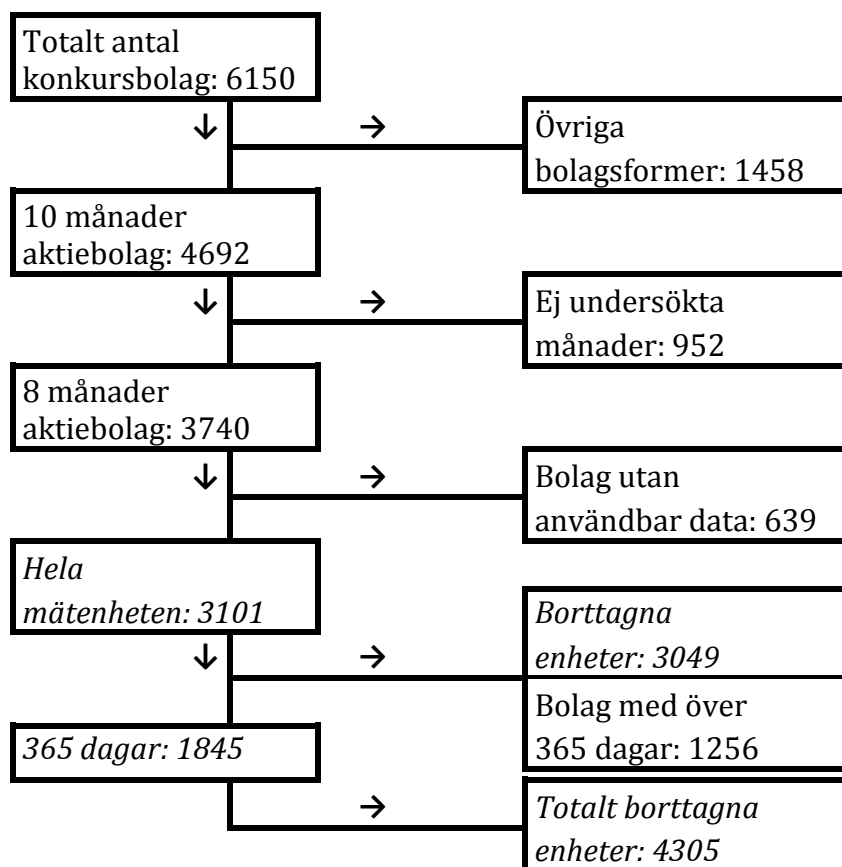 Totalt antal
konkursbolag: 6150
Övriga
bolagsformer: 1458
10 månader
aktiebolag: 4692
Ej undersökta
månader: 952
8 månader
aktiebolag: 3740
Bolag utan
användbar data: 639
Hela
mätenheten: 3101
Borttagna
enheter: 3049
Bolag med över
365 dagar: 1256
365 dagar: 1845
Totalt borttagna
enheter: 4305